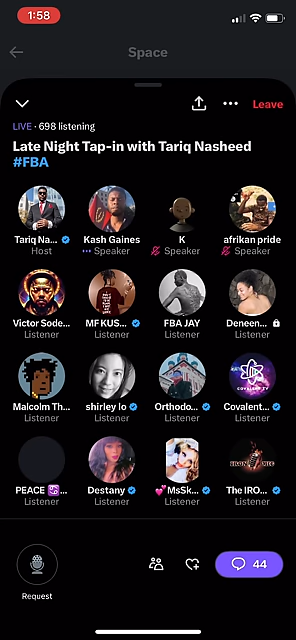 1:58
Space
Leave
LIVE · 698 listening
Late Night Tap-in with Tariq Nasheed
#FBA
Tariq Na... Kash Gaines K afrikan pride
Host Speaker Speaker Speaker
Victor Sode... MF KUS... FBA JAY Deneen...
Listener Listener Listener Listener
Malcolm Th... shirley lo Orthodo... Covalent...
Listener Listener Listener Listener
PEACE ... Destany MsSk... The IRO...
Listener Listener Listener Listener
44
Request